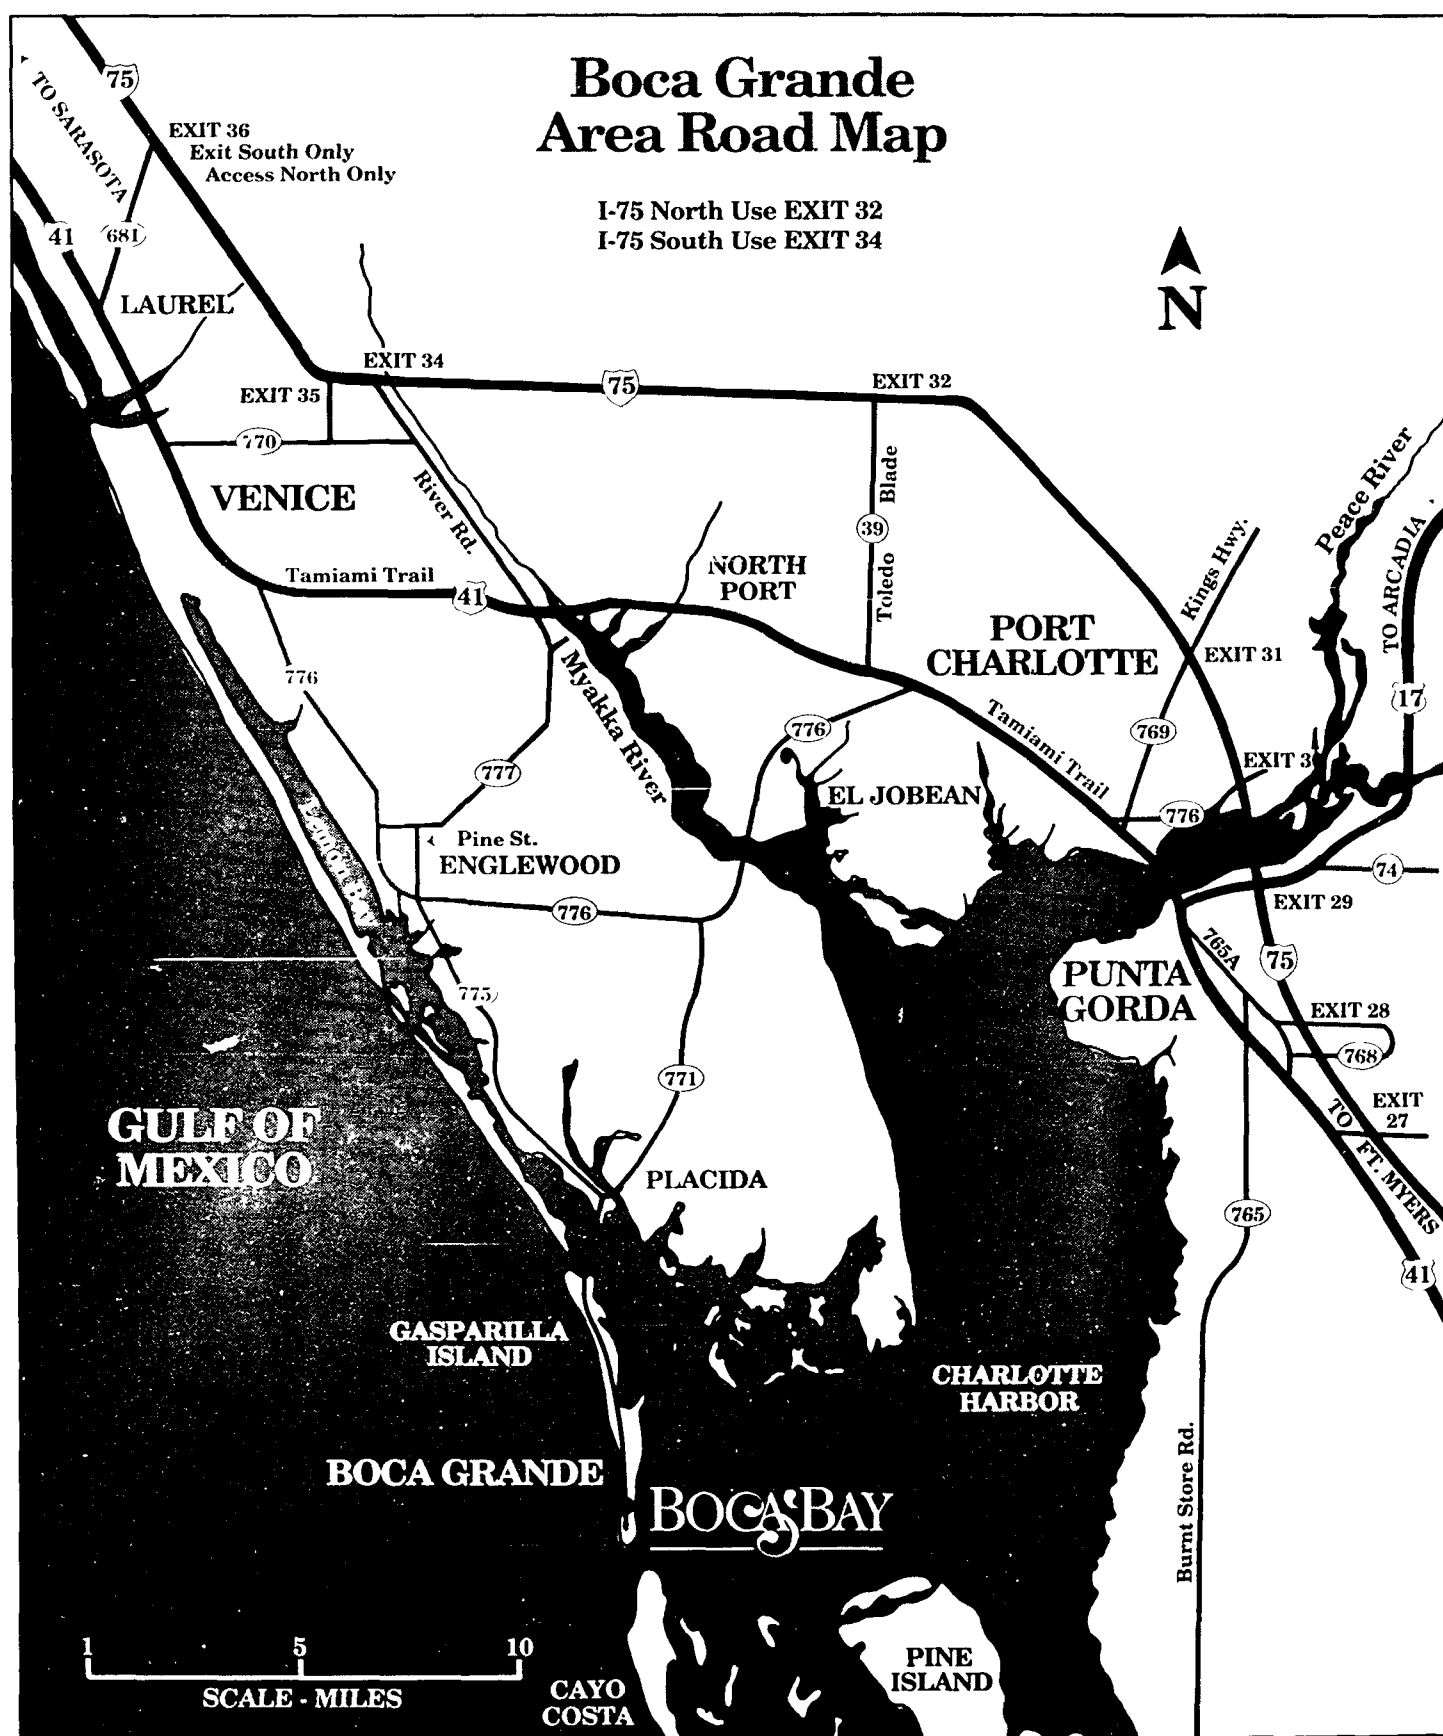 Boca Grande
Area Road Map
I-75 North Use EXIT 32
I-75 South Use EXIT 34
N
75
TO SARASOTA
EXIT 36
Exit South Only
Access North Only
41
681
LAUREL
EXIT 34
EXIT 35
75
EXIT 32
770
VENICE
River Rd.
Toledo Blade
39
Kings Hwy.
Peace River
TO ARCADIA
Tamiami Trail
41
NORTH
PORT
PORT
CHARLOTTE
EXIT 31
17
776
Myakka River
776
Tamiami Trail
769
EXIT 3
777
EL JOBEAN
776
Pine St.
ENGLEWOOD
74
776
EXIT 29
765A
75
PUNTA
GORDA
775
EXIT 28
768
771
EXIT
27
TO
FT. MYERS
GULF OF
MEXICO
PLACIDA
765
41
GASPARILLA
ISLAND
CHARLOTTE
HARBOR
BOCA GRANDE
BOCA BAY
Burnt Store Rd.
1 5 10
SCALE - MILES
CAYO
COSTA
PINE
ISLAND